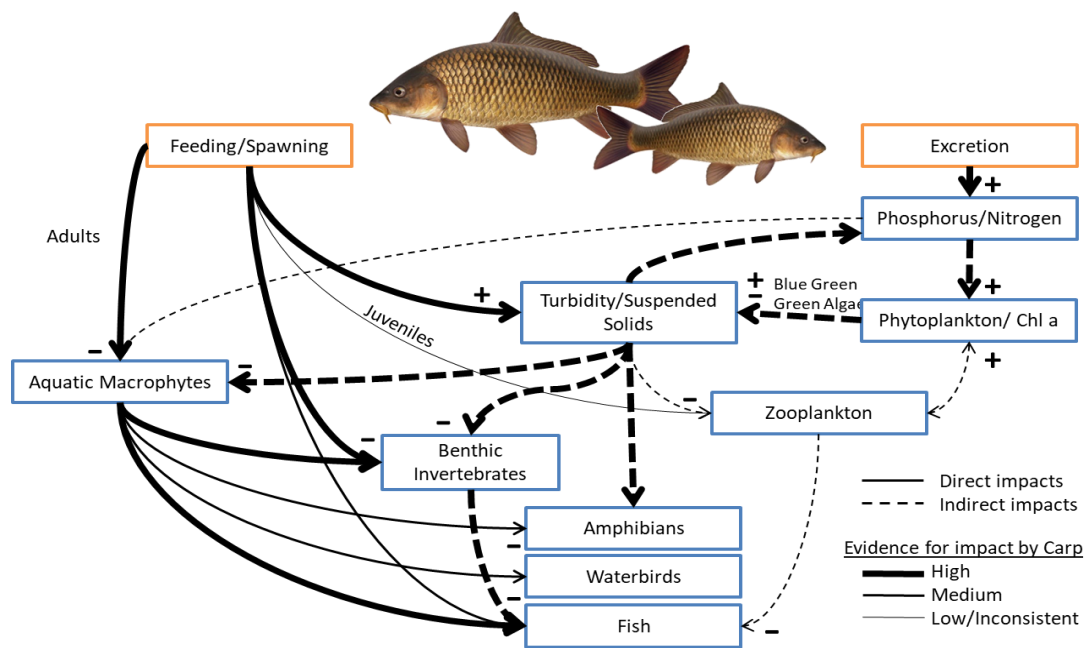 Feeding/Spawning
Excretion
+
Phosphorus/Nitrogen
Adults
+
Turbidity/Suspended
Solids
+ Blue Green
− Green Algae
+
Phytoplankton/ Chl a
Juveniles
−
Aquatic Macrophytes
−
+
−
Zooplankton
−
−
Benthic
Invertebrates
Direct impacts
Indirect impacts
Amphibians
−
Evidence for impact by Carp
High
Waterbirds
−
Medium
Low/Inconsistent
Fish
−